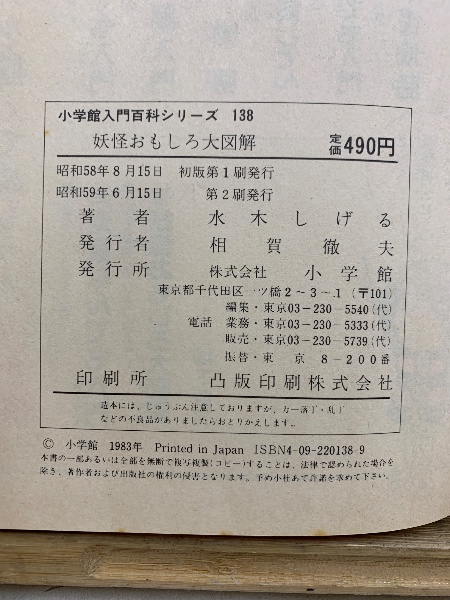 小学館入門百科シリーズ 138
妖怪おもしろ大図解 定価490円
昭和58年8月15日 初版第1刷発行
昭和59年6月15日 第2刷発行
著者 水木しげる
発行者 相賀徹夫
発行所 株式会社 小学館
東京都千代田区一ツ橋2-3-1(〒101)
編集・東京03-230-5540(代)
電話 業務・東京03-230-5333(代)
販売・東京03-230-5739(代)
振替・東京 8-200番
印刷所 凸版印刷株式会社
造本には、じゅうぶん注意しておりますが、万一落丁・乱丁
などの不良品がありましたらおとりかえします。
© 小学館 1983年 Printed in Japan ISBN4-09-220138-9
本書の一部あるいは全部を無断で複写複製(コピー)することは、法律で認められた場合を
除き、著作者および出版社の権利の侵害となります。予め小社あて許諾を求めて下さい。